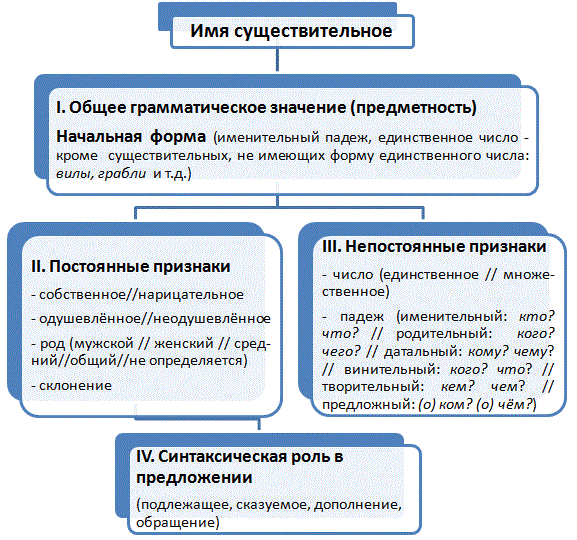 Имя существительное
I. Общее грамматическое значение (предметность)
Начальная форма (именительный падеж, единственное число -
кроме существительных, не имеющих форму единственного числа:
вилы, грабли и т.д.)
II. Постоянные признаки
- собственное//нарицательное
- одушевлённое//неодушевлённое
- род (мужской // женский // сред-
ний//общий//не определяется)
- склонение
III. Непостоянные признаки
- число (единственное // множе-
ственное)
- падеж (именительный: кто?
что? // родительный: кого?
чего? // датальный: кому? чему?
// винительный: кого? что? //
творительный: кем? чем? //
предложный: (о) ком? (о) чём?)
IV. Синтаксическая роль в
предложении
(подлежащее, сказуемое, дополнение,
обращение)